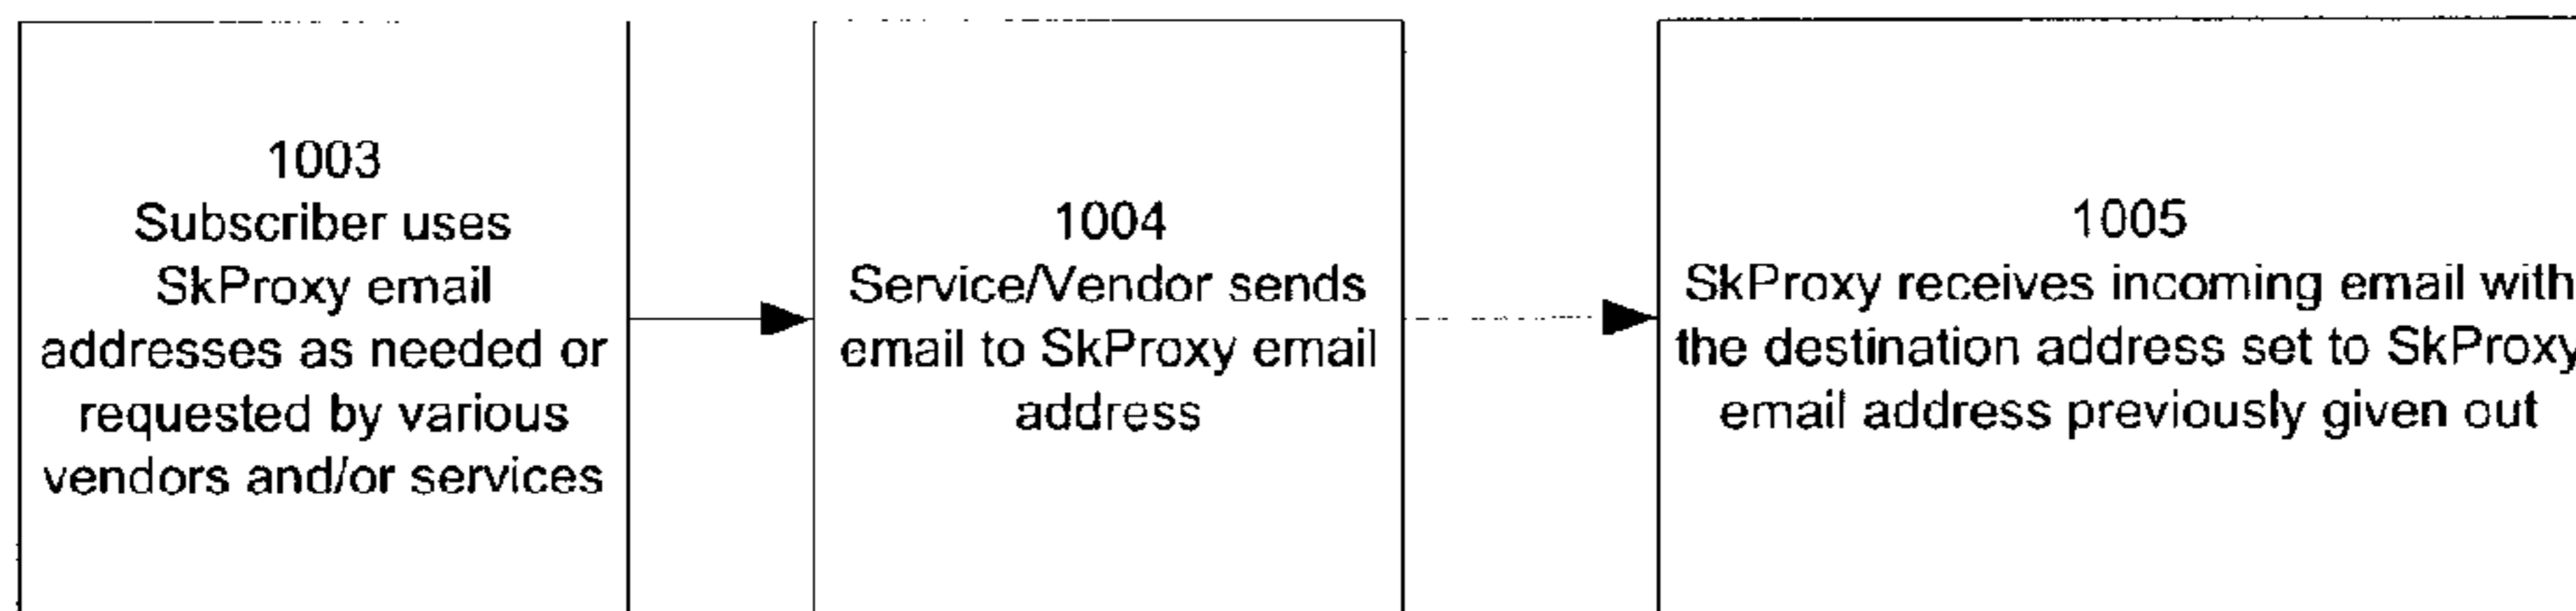 1003
Subscriber uses
SkProxy email
addresses as needed or
requested by various
vendors and/or services
1004
Service/Vendor sends
email to SkProxy email
address
1005
SkProxy receives incoming email with
the destination address set to SkProxy
email address previously given out